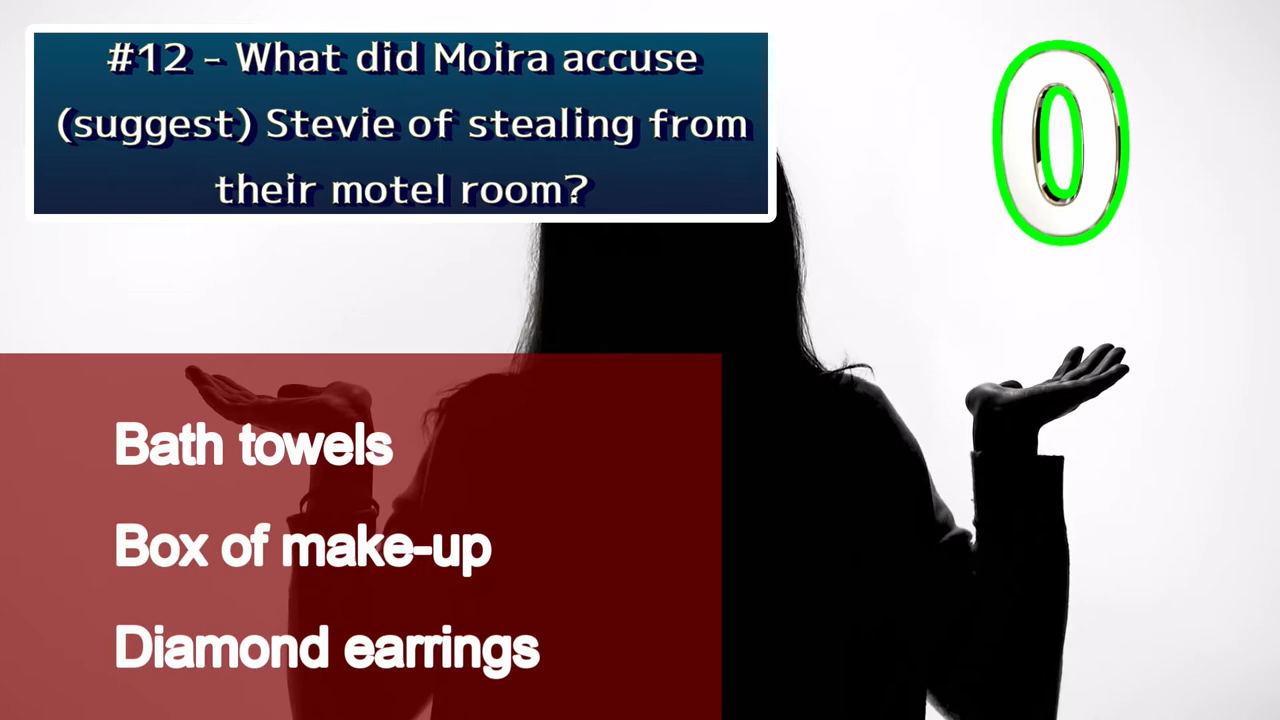 #12 - What did Moira accuse
(suggest) Stevie of stealing from
their motel room?
0
Bath towels
Box of make-up
Diamond earrings